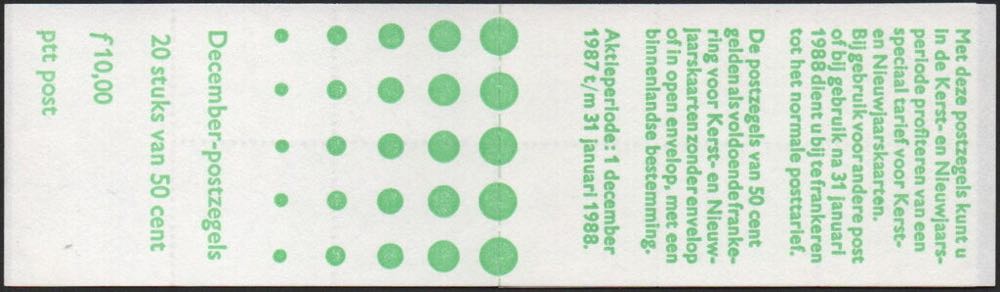 Met deze postzegels kunt u
in de Kerst- en Nieuwjaars-
periode profiteren van een
speciaal tarief voor Kerst-
en Nieuwjaarskaarten.
Bij gebruik voor andere post
of bij gebruik na 31 januari
1988 dient u bij te frankeren
tot het normale posttarief.
De postzegels van 50 cent
gelden als voldoende franke-
ring voor Kerst- en Nieuw-
jaarskaarten zonder envelop
of in open envelop, met een
binnenlandse bestemming.
Aktieperiode: 1 december
1987 t/m 31 januari 1988.
December-postzegels
20 stuks van 50 cent
ƒ 10,00
ptt post